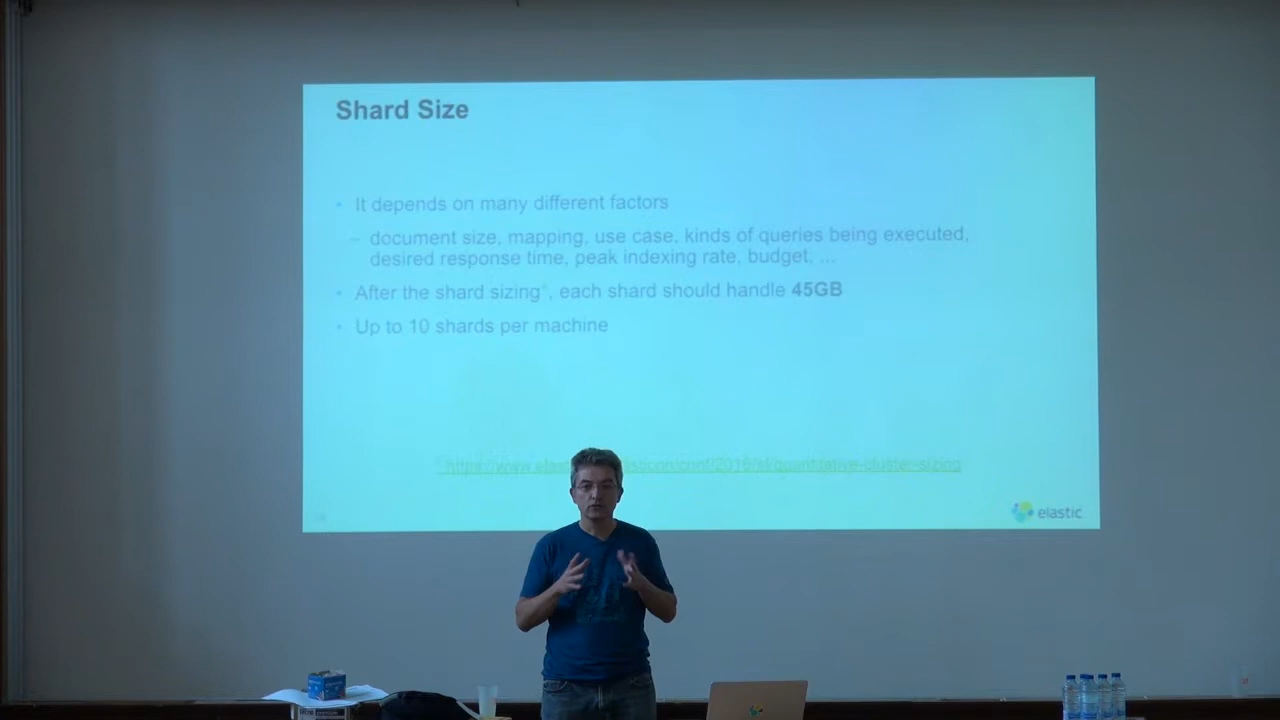 Shard Size
• It depends on many different factors
– document size, mapping, use case, kinds of queries being executed,
desired response time, peak indexing rate, budget, ...
• After the shard sizing*, each shard should handle 45GB
• Up to 10 shards per machine
elastic